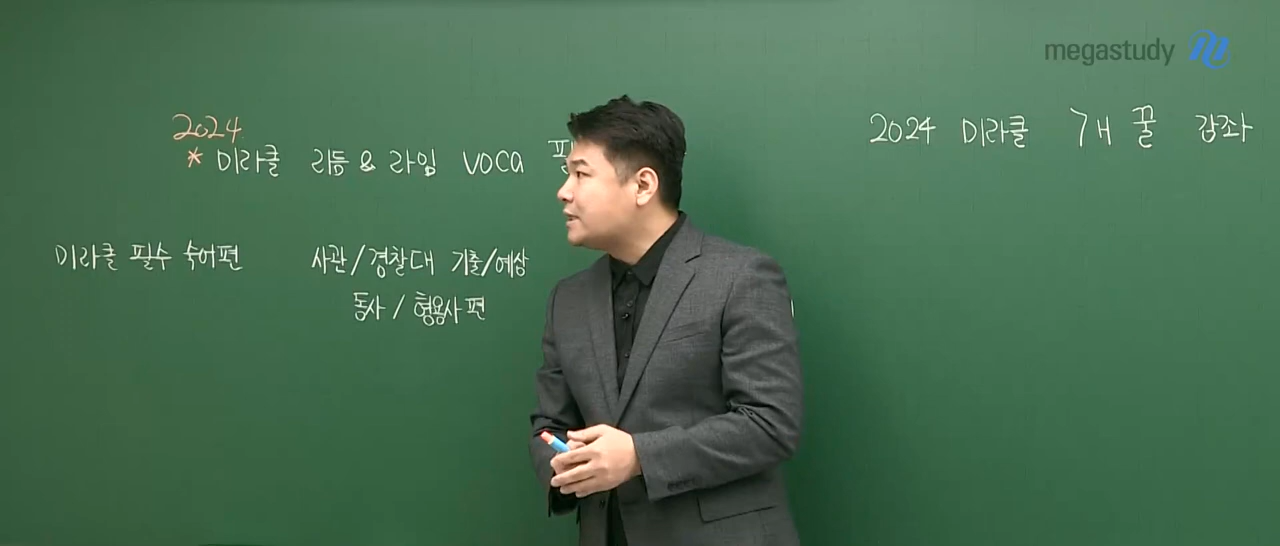 megastudy
2024
* 미라클 리듬 & 라임 VOCA
2024 미라클 개꿀 강좌
미라클 필수 숙어편
사관/경찰대 기출/예상
동사 / 형용사편